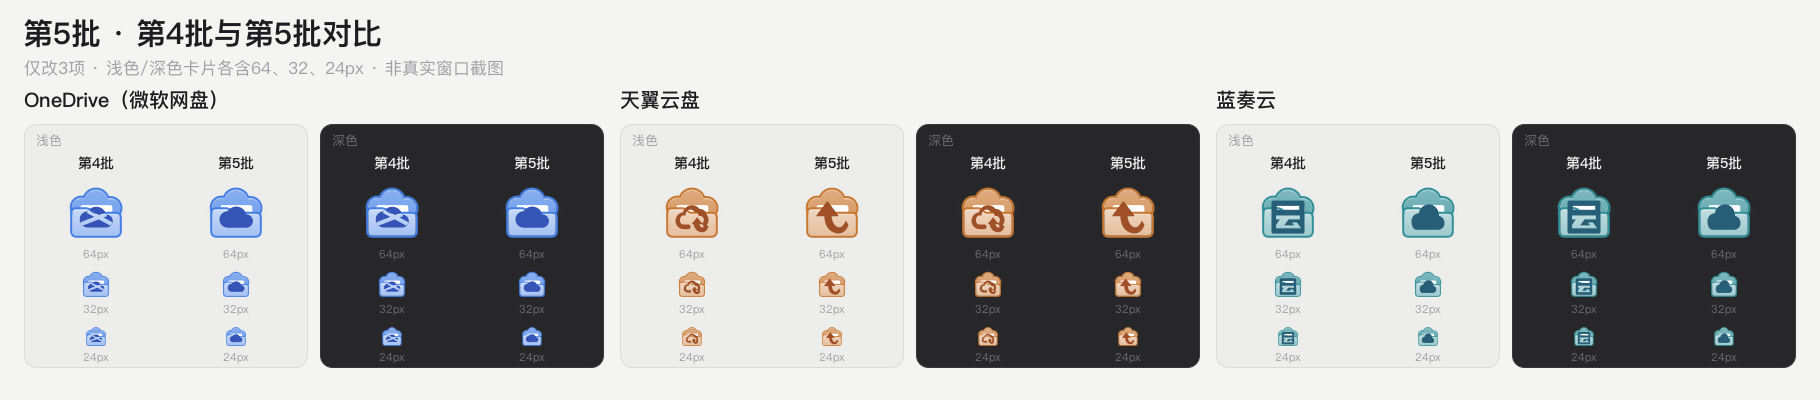 第5批 · 第4批与第5批对比
仅改3项 · 浅色/深色卡片各含64、32、24px · 非真实窗口截图
OneDrive（微软网盘）
浅色
第4批 第5批
64px 64px
32px 32px
24px 24px
深色
第4批 第5批
64px 64px
32px 32px
24px 24px
天翼云盘
浅色
第4批 第5批
64px 64px
32px 32px
24px 24px
深色
第4批 第5批
64px 64px
32px 32px
24px 24px
蓝奏云
浅色
第4批 第5批
云
64px 64px
32px 32px
24px 24px
深色
第4批 第5批
云
64px 64px
32px 32px
24px 24px